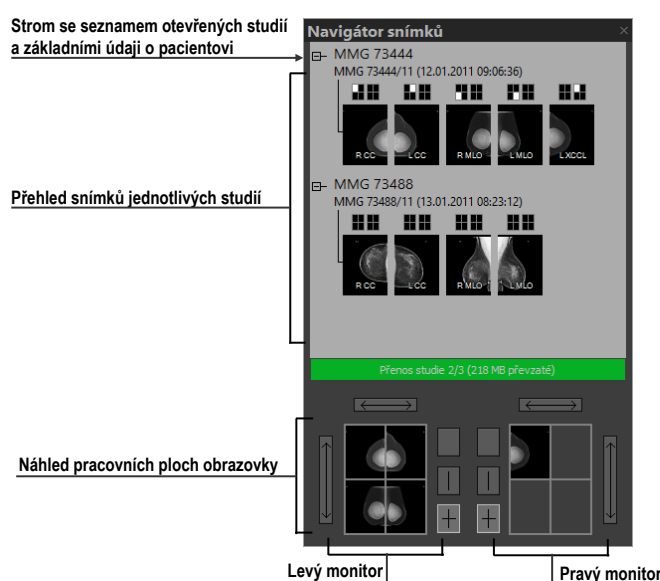 Strom se seznamem otevřených studií
a základními údaji o pacientovi
Navigátor snímků
MMG 73444
MMG 73444/11 (12.01.2011 09:06:36)
R CC
L CC
R MLO
L MLO
L XCCL
Přehled snímků jednotlivých studií
MMG 73488
MMG 73488/11 (13.01.2011 08:23:12)
R CC
L CC
R MLO
L MLO
Přenos studie 2/3 (218 MB převzaté)
Náhled pracovních ploch obrazovky
Levý monitor
Pravý monitor